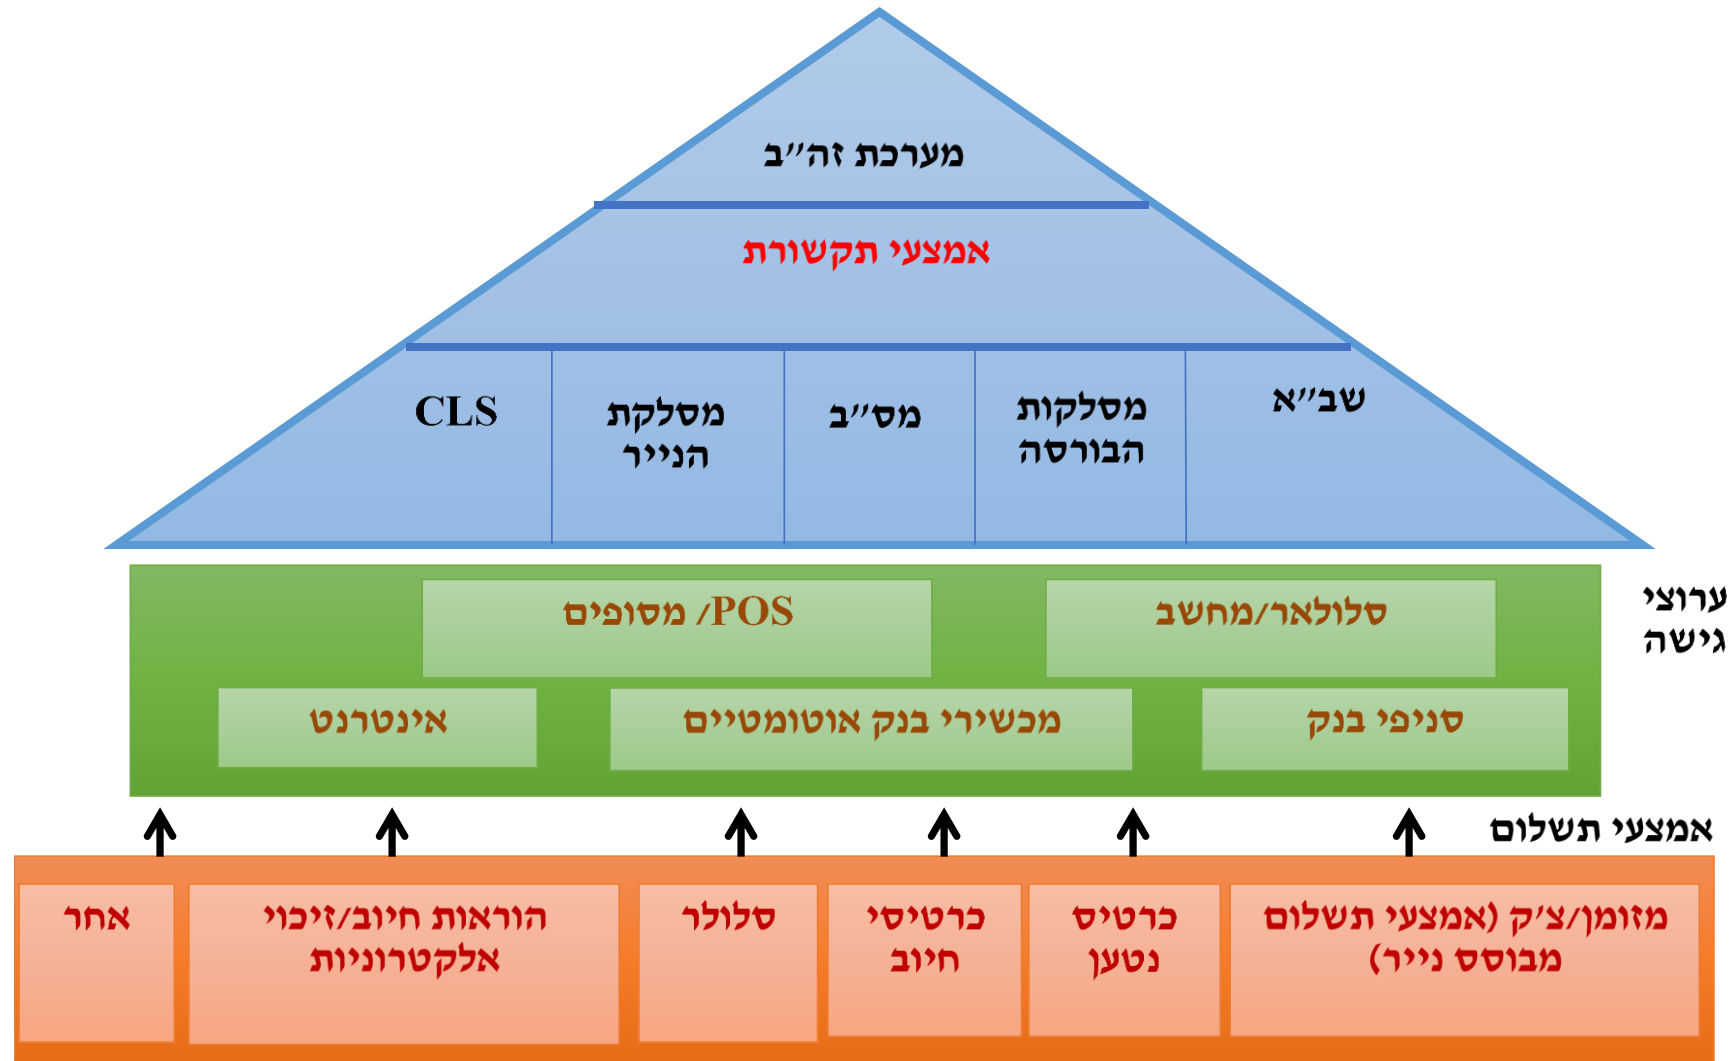 מערכת זה"ב
אמצעי תקשורת
שב"א
מסלקות
הבורסה
מס"ב
מסלקת
הנייר
CLS
ערוצי
גישה
סלולאר/מחשב
מסופים /POS
סניפי בנק
מכשירי בנק אוטומטיים
אינטרנט
אמצעי תשלום
מזומן/צ'ק (אמצעי תשלום
מבוסס נייר)
כרטיס
נטען
כרטיסי
חיוב
סלולר
הוראות חיוב/זיכוי
אלקטרוניות
אחר